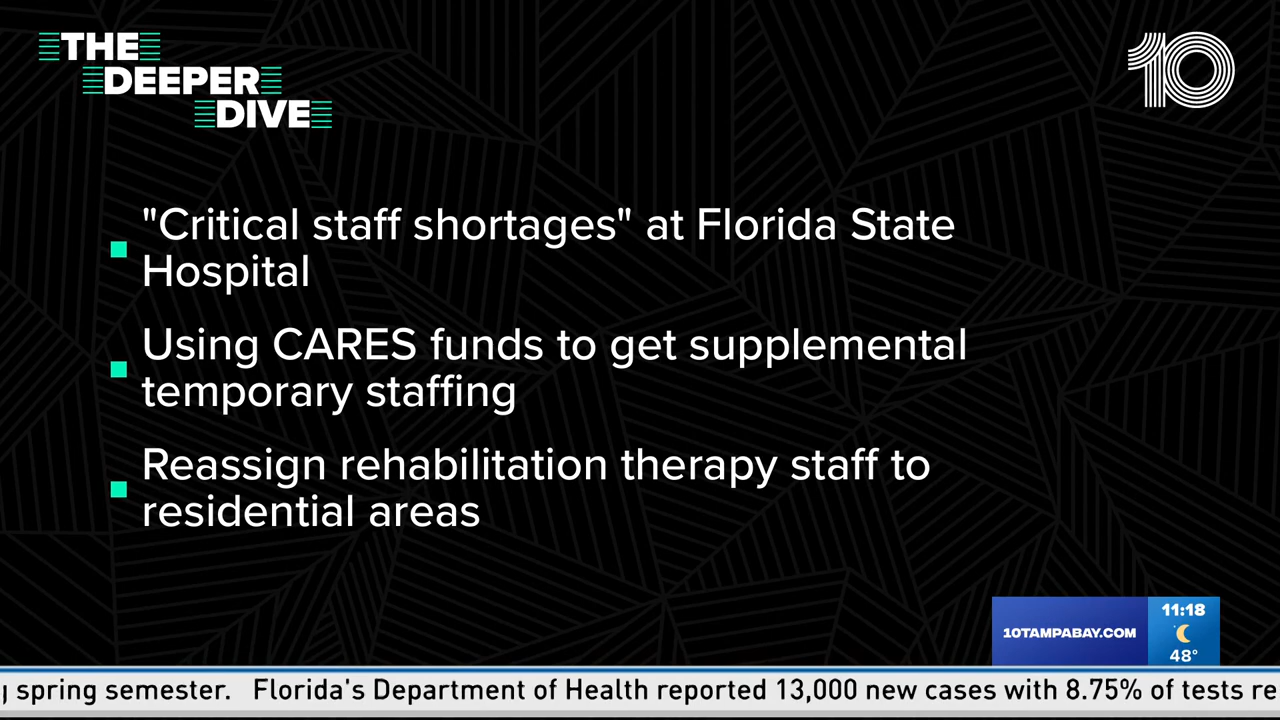 THE
DEEPER
DIVE
10
"Critical staff shortages" at Florida State
Hospital
Using CARES funds to get supplemental
temporary staffing
Reassign rehabilitation therapy staff to
residential areas
10TAMPABAY.COM
11:18
48°
spring semester. Florida's Department of Health reported 13,000 new cases with 8.75% of tests